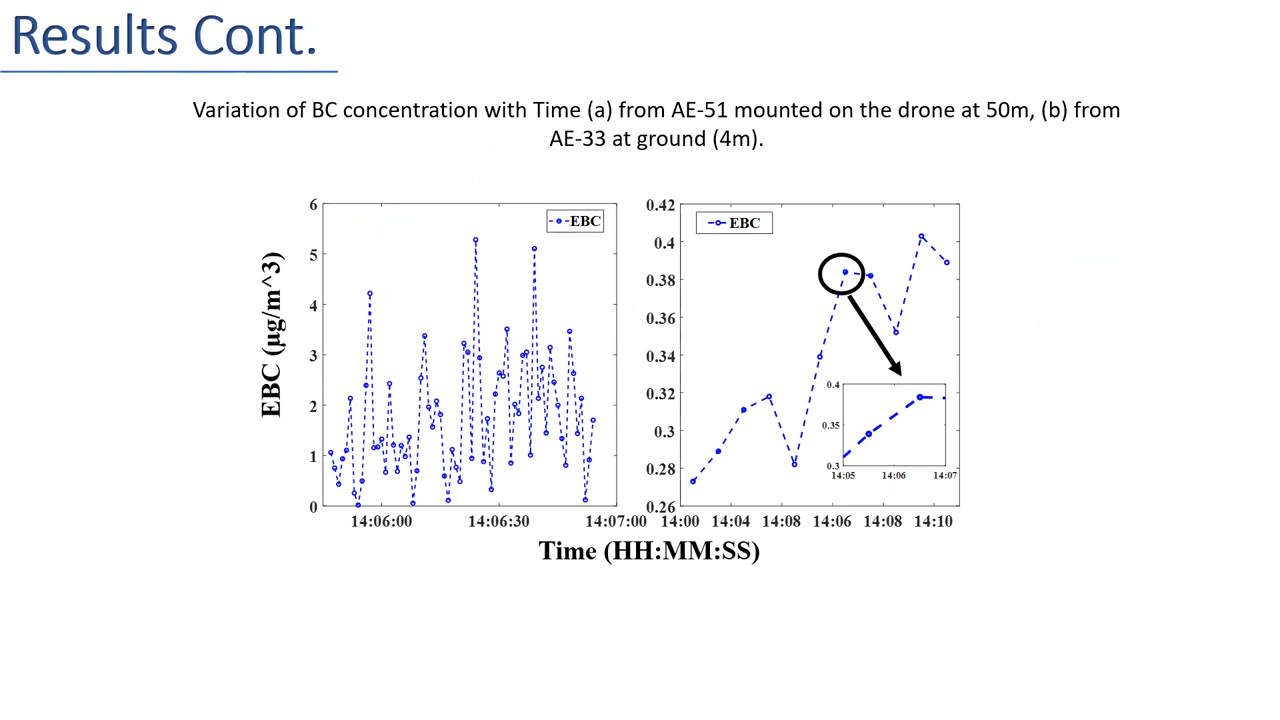 Results Cont.
Variation of BC concentration with Time (a) from AE-51 mounted on the drone at 50m, (b) from
AE-33 at ground (4m).
EBC (µg/m^3)
6
5
4
3
2
1
0
EBC
14:06:00 14:06:30 14:07:00
0.42
0.4
0.38
0.36
0.34
0.32
0.3
0.28
0.26
EBC
0.4
0.35
0.3
14:05 14:06 14:07
14:00 14:04 14:08 14:06 14:08 14:10
Time (HH:MM:SS)